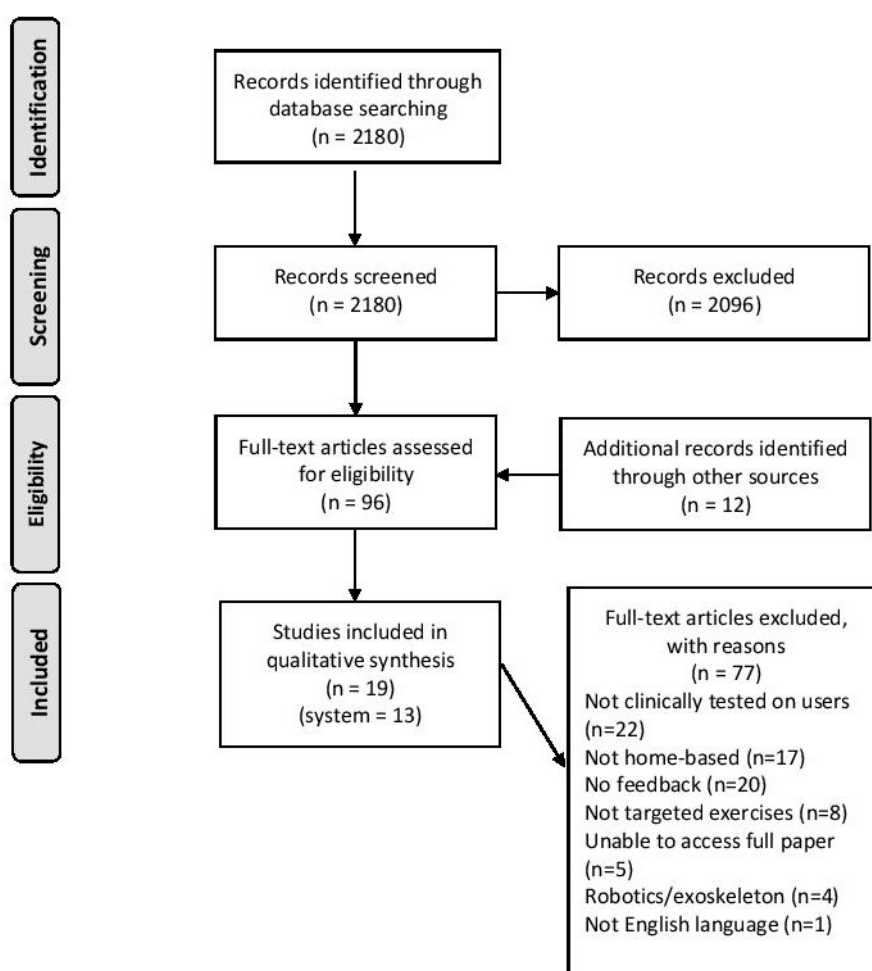 Identification
Records identified through
database searching
(n = 2180)
Screening
Records screened
(n = 2180)
Records excluded
(n = 2096)
Eligibility
Full-text articles assessed
for eligibility
(n = 96)
Additional records identified
through other sources
(n = 12)
Included
Studies included in
qualitative synthesis
(n = 19)
(system = 13)
Full-text articles excluded,
with reasons
(n = 77)
Not clinically tested on users
(n=22)
Not home-based (n=17)
No feedback (n=20)
Not targeted exercises (n=8)
Unable to access full paper
(n=5)
Robotics/exoskeleton (n=4)
Not English language (n=1)